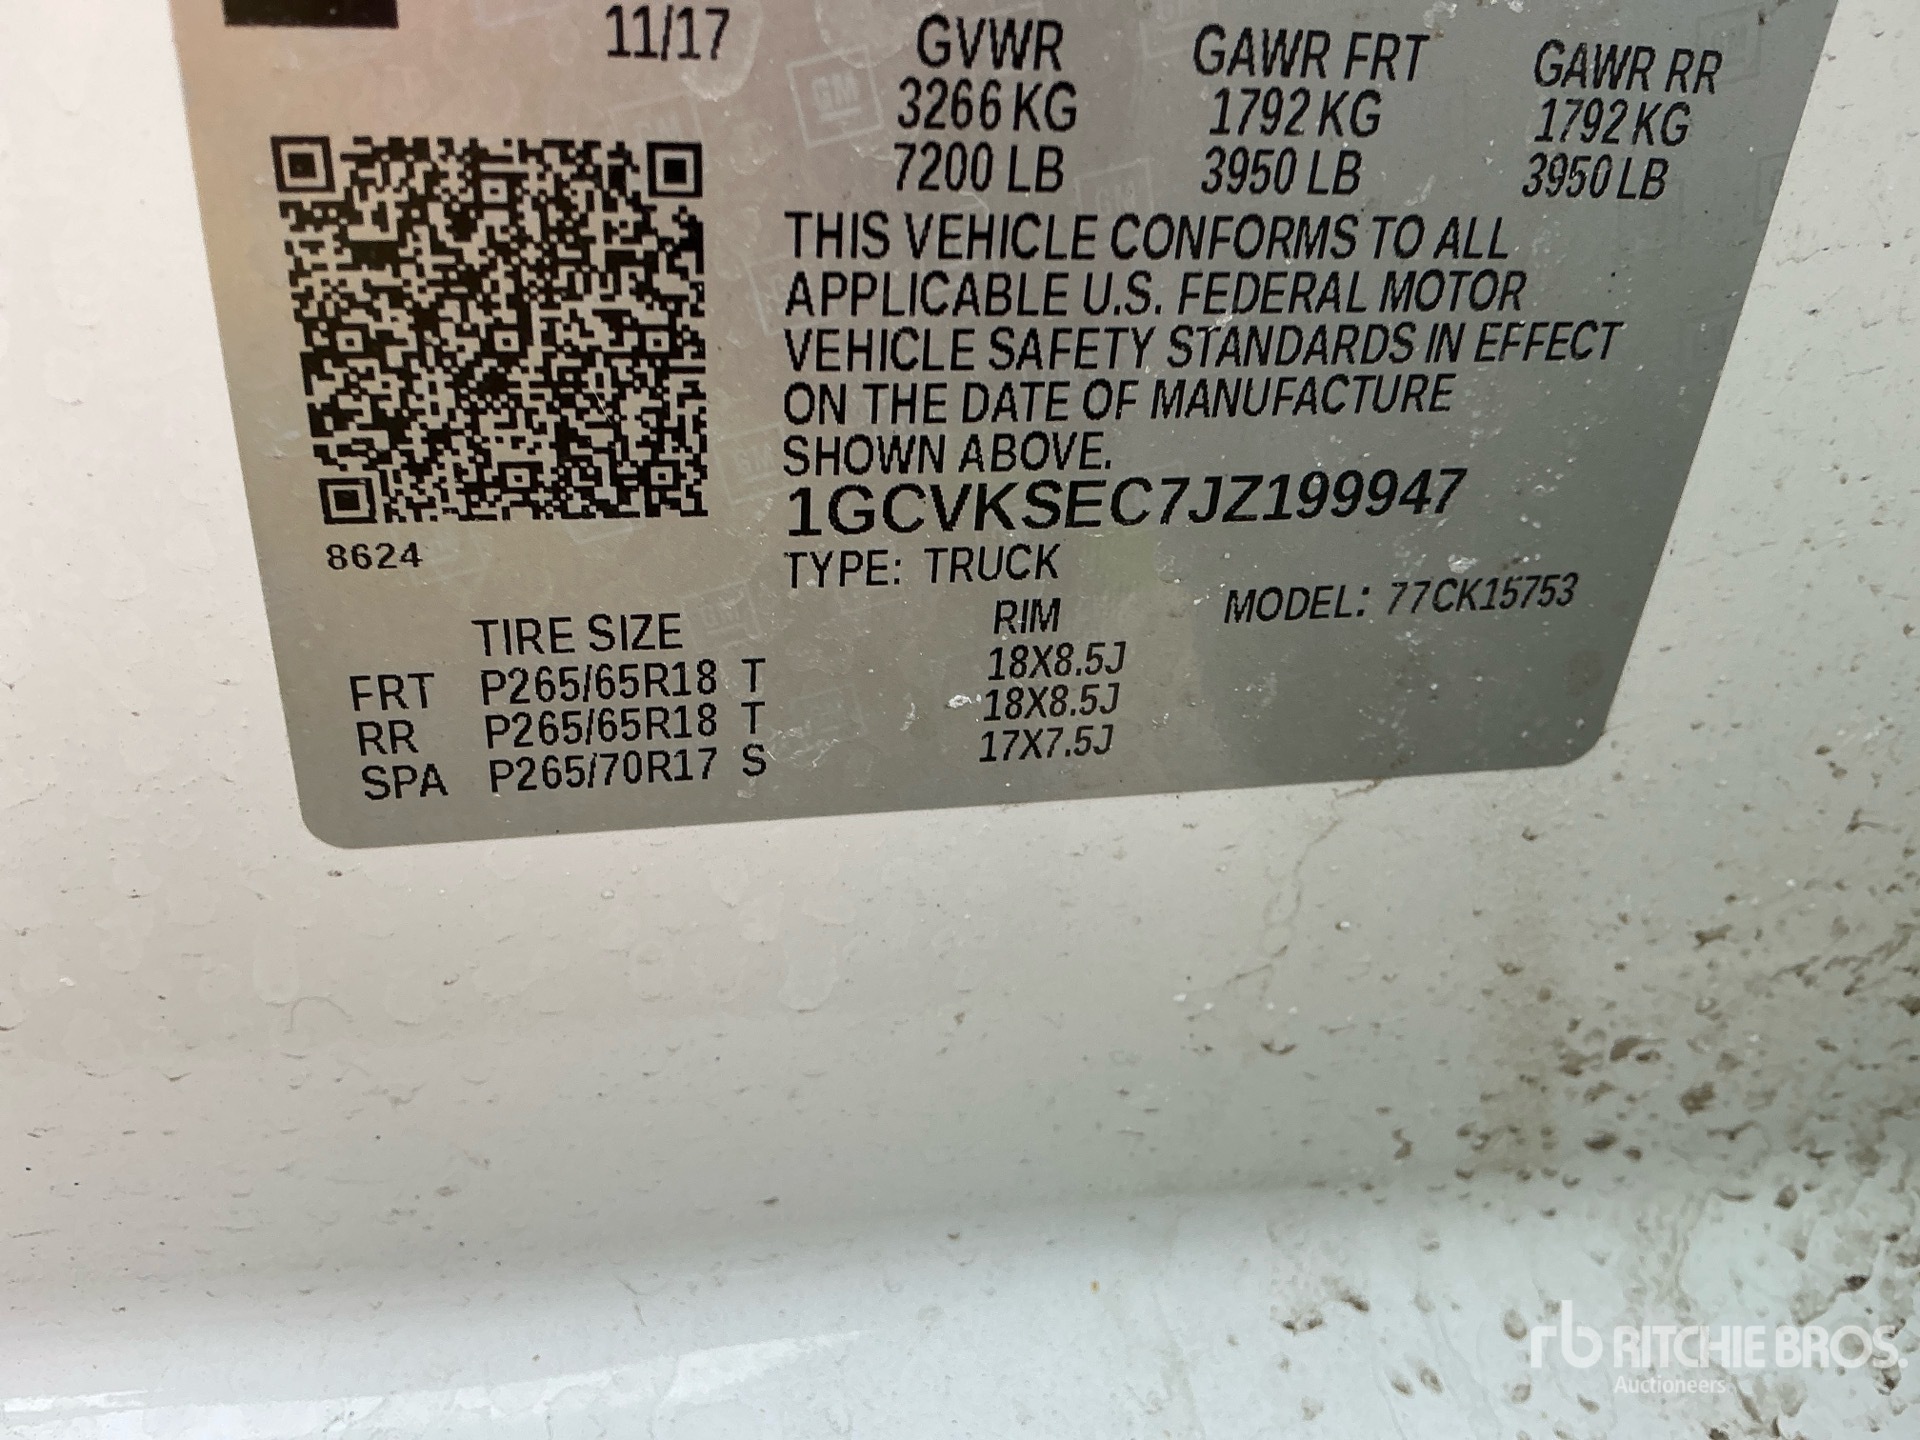 11/17 GVWR GAWR FRT GAWR RR
3266 KG 1792 KG 1792 KG
7200 LB 3950 LB 3950 LB
THIS VEHICLE CONFORMS TO ALL
APPLICABLE U.S. FEDERAL MOTOR
VEHICLE SAFETY STANDARDS IN EFFECT
ON THE DATE OF MANUFACTURE
SHOWN ABOVE.
1GCVKSEC7JZ199947
8624
TYPE: TRUCK
MODEL: 77CK15753
TIRE SIZE RIM
FRT P265/65R18 T 18X8.5J
RR P265/65R18 T 18X8.5J
SPA P265/70R17 S 17X7.5J
rb RITCHIE BROS.
Auctioneers